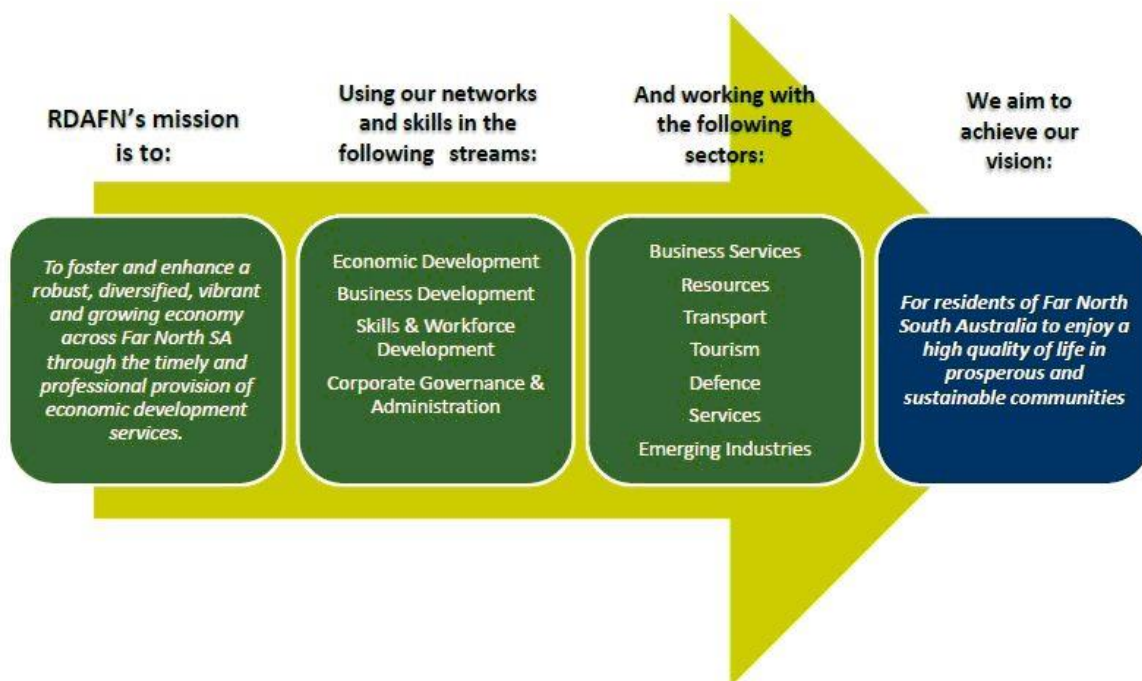 RDAFN's mission
is to:
To foster and enhance a
robust, diversified, vibrant
and growing economy
across Far North SA
through the timely and
professional provision of
economic development
services.
Using our networks
and skills in the
following streams:
Economic Development
Business Development
Skills & Workforce
Development
Corporate Governance &
Administration
And working with
the following
sectors:
Business Services
Resources
Transport
Tourism
Defence
Services
Emerging Industries
We aim to
achieve our
vision:
For residents of Far North
South Australia to enjoy a
high quality of life in
prosperous and
sustainable communities